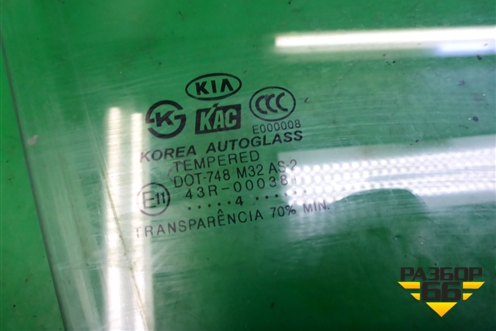 KIA
KAC
CCC
E000008
KOREA AUTOGLASS
TEMPERED
DOT-748 M32 AS-2
E11
43R-00038
..... 4 ......
TRANSPARÊNCIA 70% MIN.
РАЗБОР
66